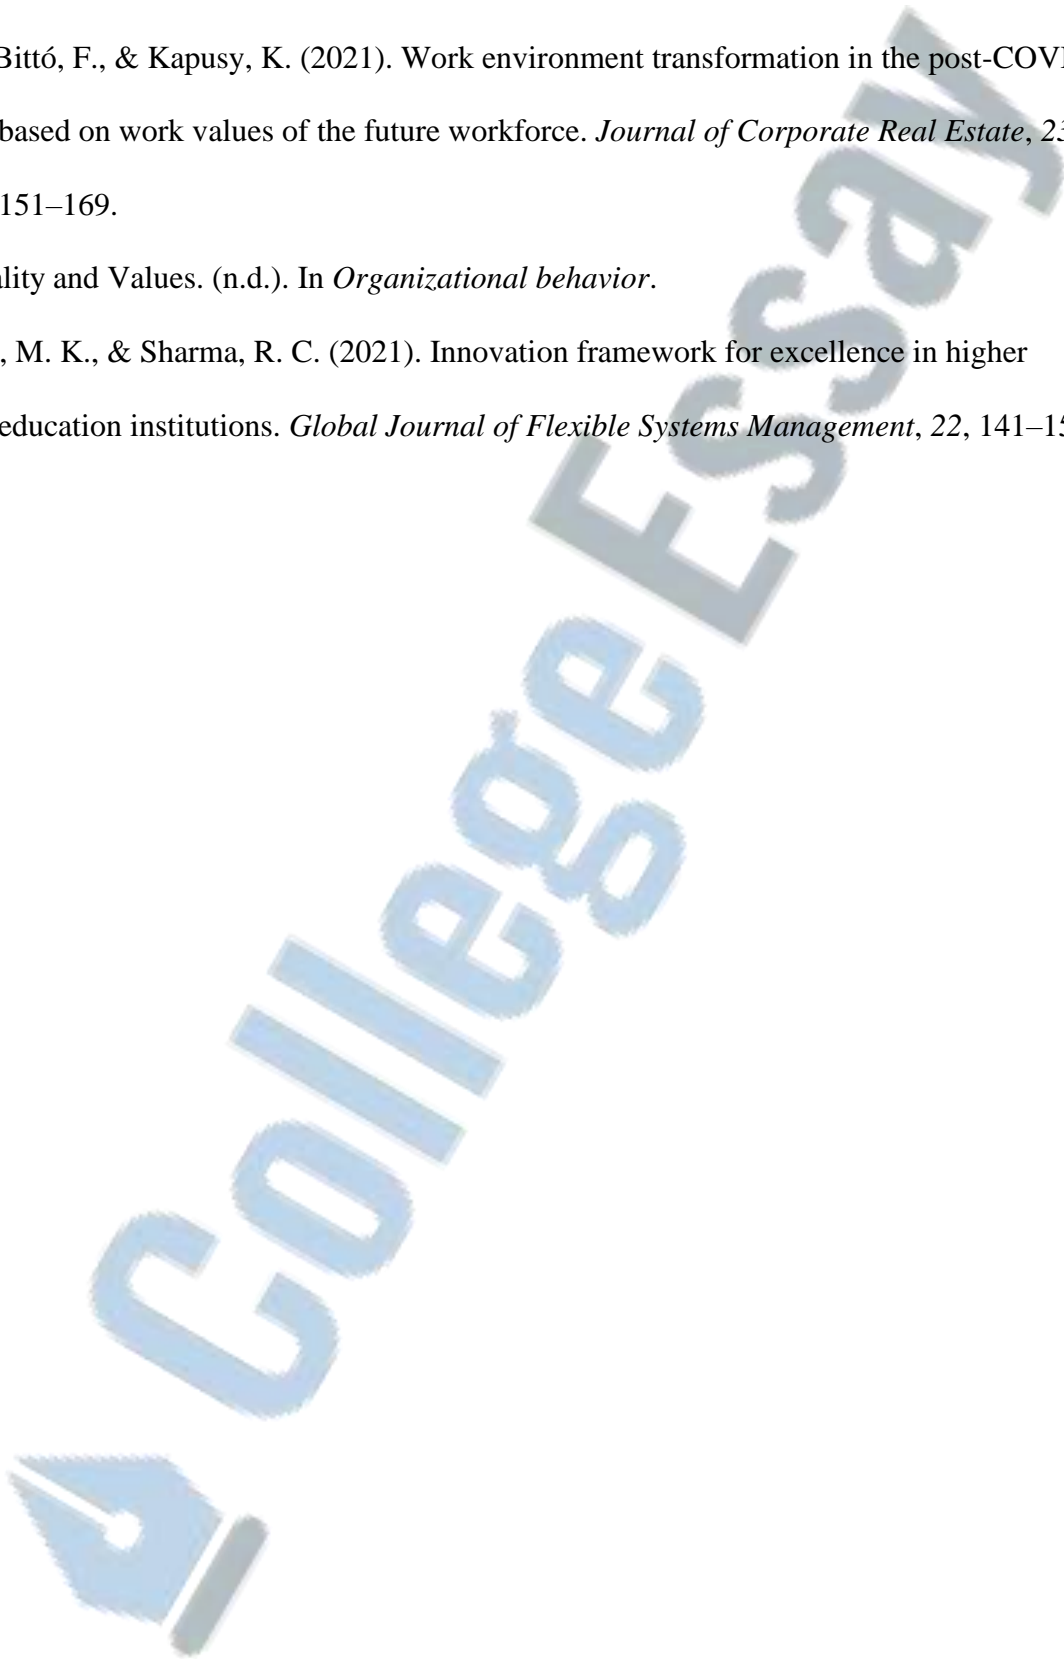 Bittó, F., & Kapusy, K. (2021). Work environment transformation in the post-COVI
based on work values of the future workforce. Journal of Corporate Real Estate, 23
151–169.
ality and Values. (n.d.). In Organizational behavior.
, M. K., & Sharma, R. C. (2021). Innovation framework for excellence in higher
education institutions. Global Journal of Flexible Systems Management, 22, 141–15
College Essay